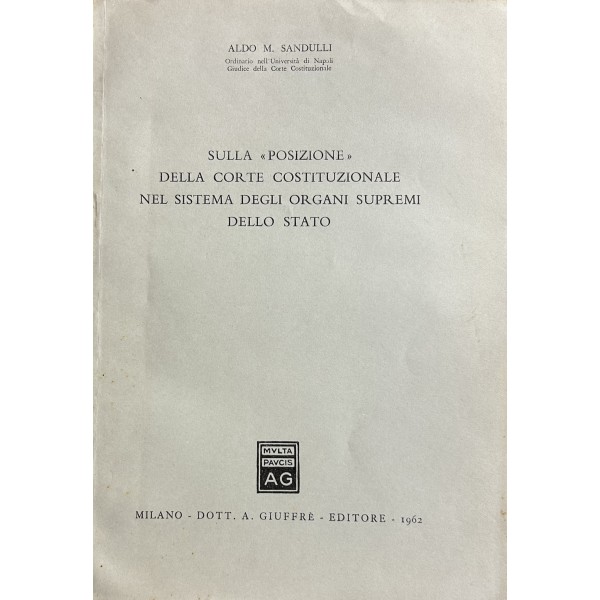 ALDO M. SANDULLI
Ordinario nell'Università di Napoli
Giudice della Corte Costituzionale
SULLA «POSIZIONE»
DELLA CORTE COSTITUZIONALE
NEL SISTEMA DEGLI ORGANI SUPREMI
DELLO STATO
MVLTA
PAVCIS
AG
MILANO - DOTT. A. GIUFFRÈ - EDITORE - 1962